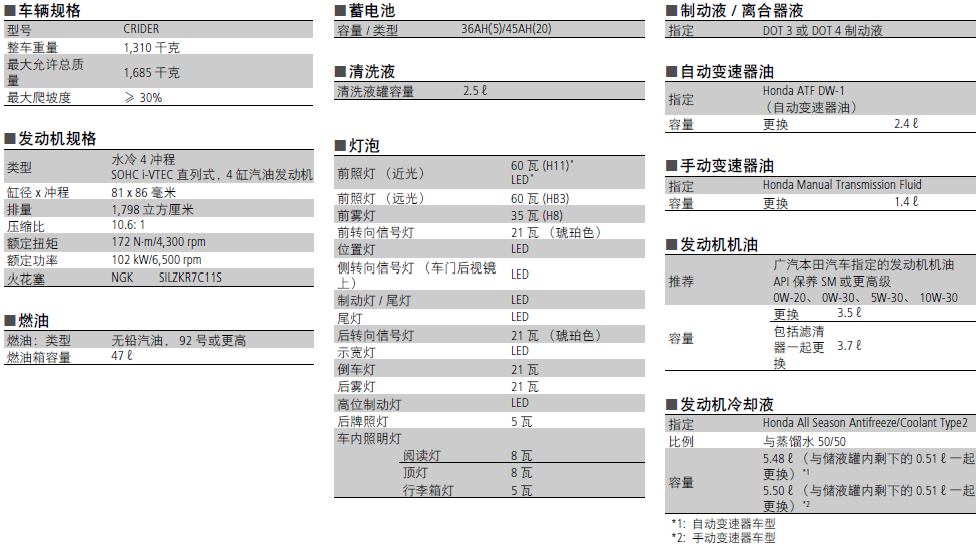 ■车辆规格
型号 CRIDER
整车重量 1,310 千克
最大允许总质
量 1,685 千克
最大爬坡度 ≥ 30%
■发动机规格
类型 水冷 4 冲程
SOHC i-VTEC 直列式，4 缸汽油发动机
缸径 x 冲程 81 x 86 毫米
排量 1,798 立方厘米
压缩比 10.6: 1
额定扭矩 172 N·m/4,300 rpm
额定功率 102 kW/6,500 rpm
火花塞 NGK SILZKR7C11S
■燃油
燃油：类型 无铅汽油，92 号或更高
燃油箱容量 47 ℓ
■蓄电池
容量 / 类型 36AH(5)/45AH(20)
■清洗液
清洗液罐容量 2.5 ℓ
■灯泡
前照灯（近光） 60 瓦 (H11)*
LED*
前照灯（远光） 60 瓦 (HB3)
前雾灯 35 瓦 (H8)
前转向信号灯 21 瓦（琥珀色）
位置灯 LED
侧转向信号灯（车门后视镜
上） LED
制动灯 / 尾灯 LED
尾灯 LED
后转向信号灯 21 瓦（琥珀色）
示宽灯 LED
倒车灯 21 瓦
后雾灯 21 瓦
高位制动灯 LED
后牌照灯 5 瓦
车内照明灯
阅读灯 8 瓦
顶灯 8 瓦
行李箱灯 5 瓦
■制动液 / 离合器液
指定 DOT 3 或 DOT 4 制动液
■自动变速器油
指定 Honda ATF DW-1
（自动变速器油）
容量 更换 2.4 ℓ
■手动变速器油
指定 Honda Manual Transmission Fluid
容量 更换 1.4 ℓ
■发动机机油
推荐 广汽本田汽车指定的发动机机油
API 保养 SM 或更高级
0W-20、 0W-30、 5W-30、 10W-30
容量 更换 3.5 ℓ
包括滤清
器一起更
换 3.7 ℓ
■发动机冷却液
指定 Honda All Season Antifreeze/Coolant Type2
比例 与蒸馏水 50/50
容量 5.48 ℓ（与储液罐内剩下的 0.51 ℓ 一起
更换）*1
5.50 ℓ（与储液罐内剩下的 0.51 ℓ 一起
更换）*2
*1: 自动变速器车型
*2: 手动变速器车型